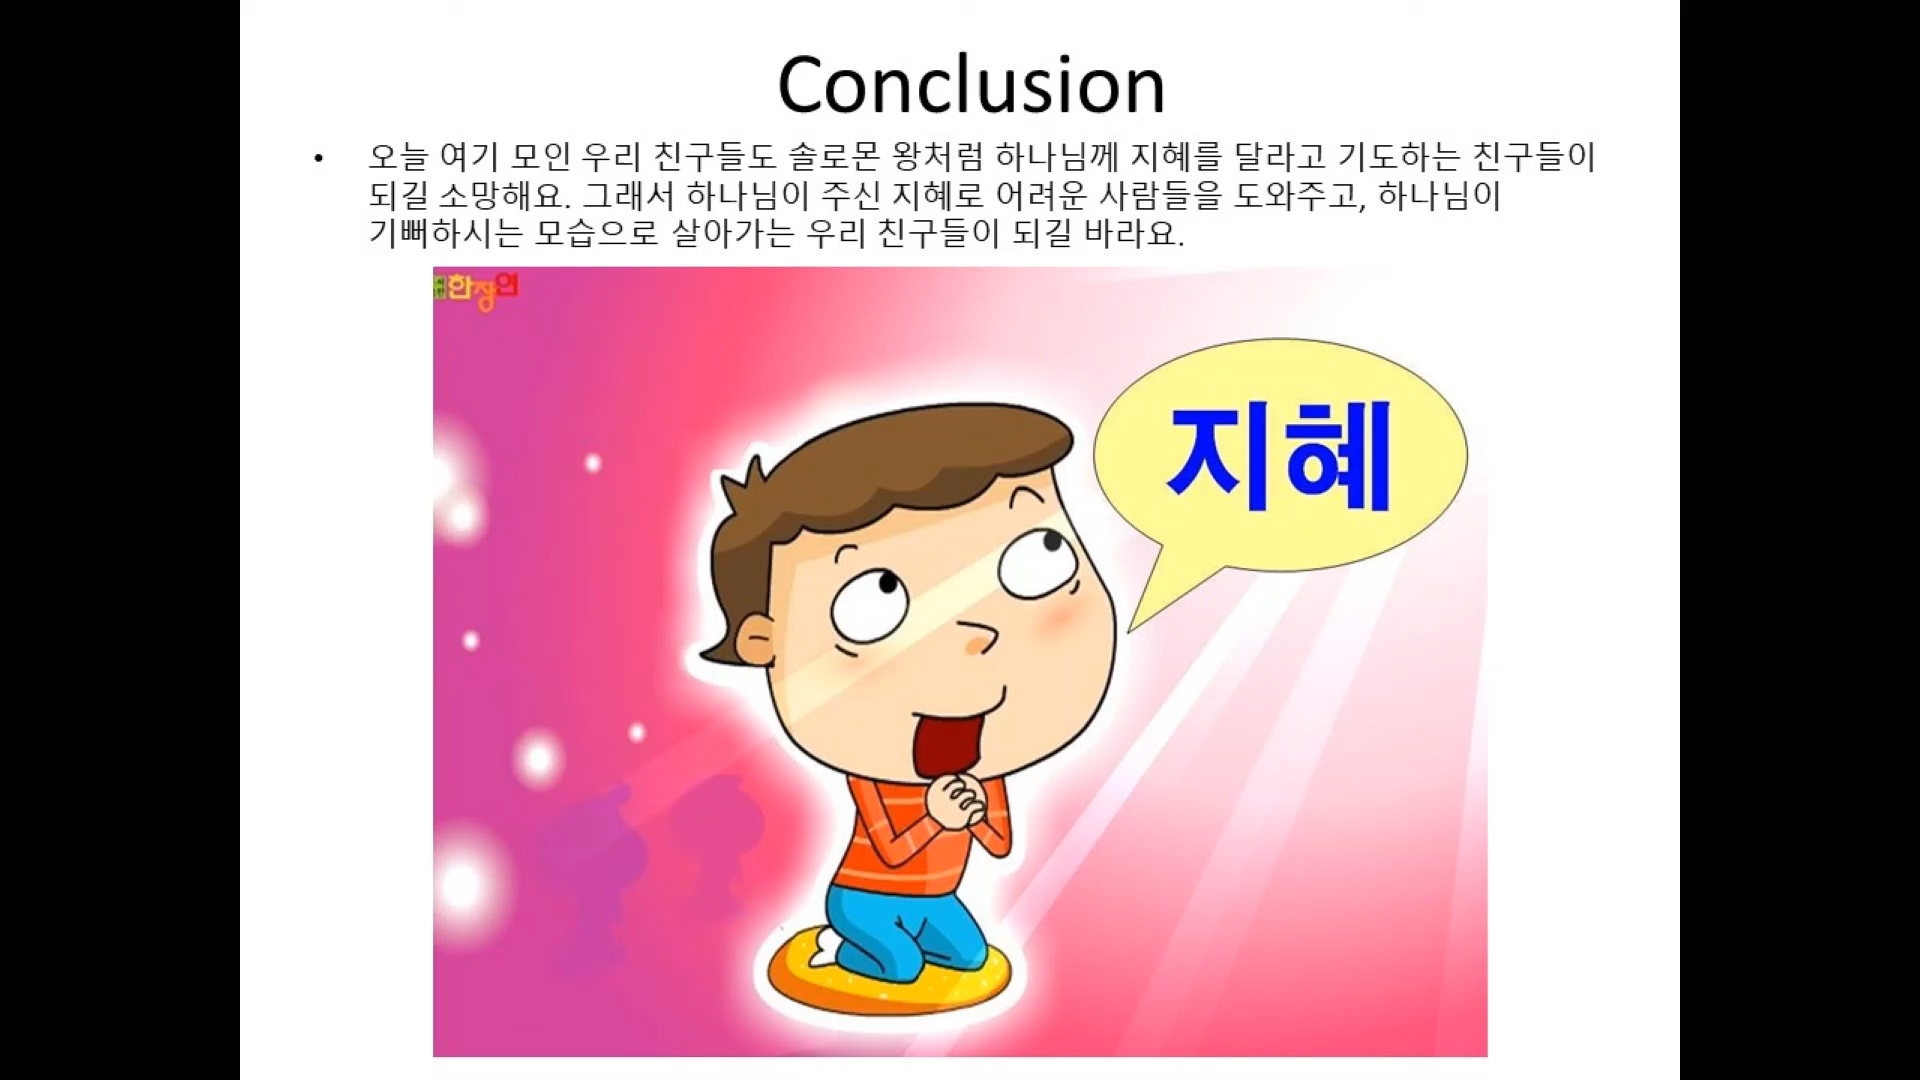 Conclusion
• 오늘 여기 모인 우리 친구들도 솔로몬 왕처럼 하나님께 지혜를 달라고 기도하는 친구들이
되길 소망해요. 그래서 하나님이 주신 지혜로 어려운 사람들을 도와주고, 하나님이
기뻐하시는 모습으로 살아가는 우리 친구들이 되길 바라요.
한장연
지혜